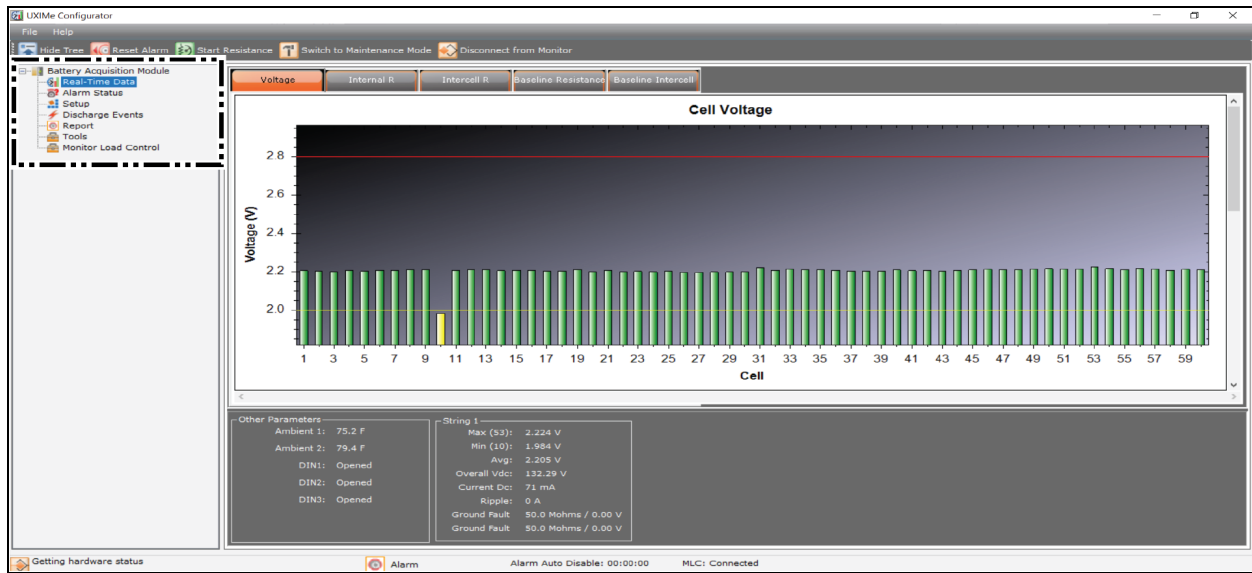 UXIMe Configurator
File Help
Hide Tree Reset Alarm Start Resistance Switch to Maintenance Mode Disconnect from Monitor
Battery Acquisition Module
Real-Time Data
Alarm Status
Setup
Discharge Events
Report
Tools
Monitor Load Control
Voltage Internal R Intercell R Baseline Resistance Baseline Intercell
Cell Voltage
Voltage (V)
2.8
2.6
2.4
2.2
2.0
1 3 5 7 9 11 13 15 17 19 21 23 25 27 29 31 33 35 37 39 41 43 45 47 49 51 53 55 57 59
Cell
Other Parameters
Ambient 1: 75.2 F
Ambient 2: 79.4 F
DIN1: Opened
DIN2: Opened
DIN3: Opened
String 1
Max (53): 2.224 V
Min (10): 1.984 V
Avg: 2.205 V
Overall Vdc: 132.29 V
Current Dc: 71 mA
Ripple: 0 A
Ground Fault 50.0 Mohms / 0.00 V
Ground Fault 50.0 Mohms / 0.00 V
Getting hardware status Alarm Alarm Auto Disable: 00:00:00 MLC: Connected